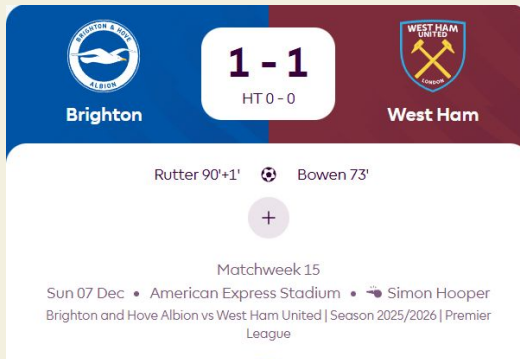 BRIGHTON & HOVE
ALBION
Brighton
1 - 1
HT 0 - 0
WEST HAM
UNITED
LONDON
West Ham
Rutter 90'+1' Bowen 73'
+
Matchweek 15
Sun 07 Dec • American Express Stadium • Simon Hooper
Brighton and Hove Albion vs West Ham United | Season 2025/2026 | Premier
League